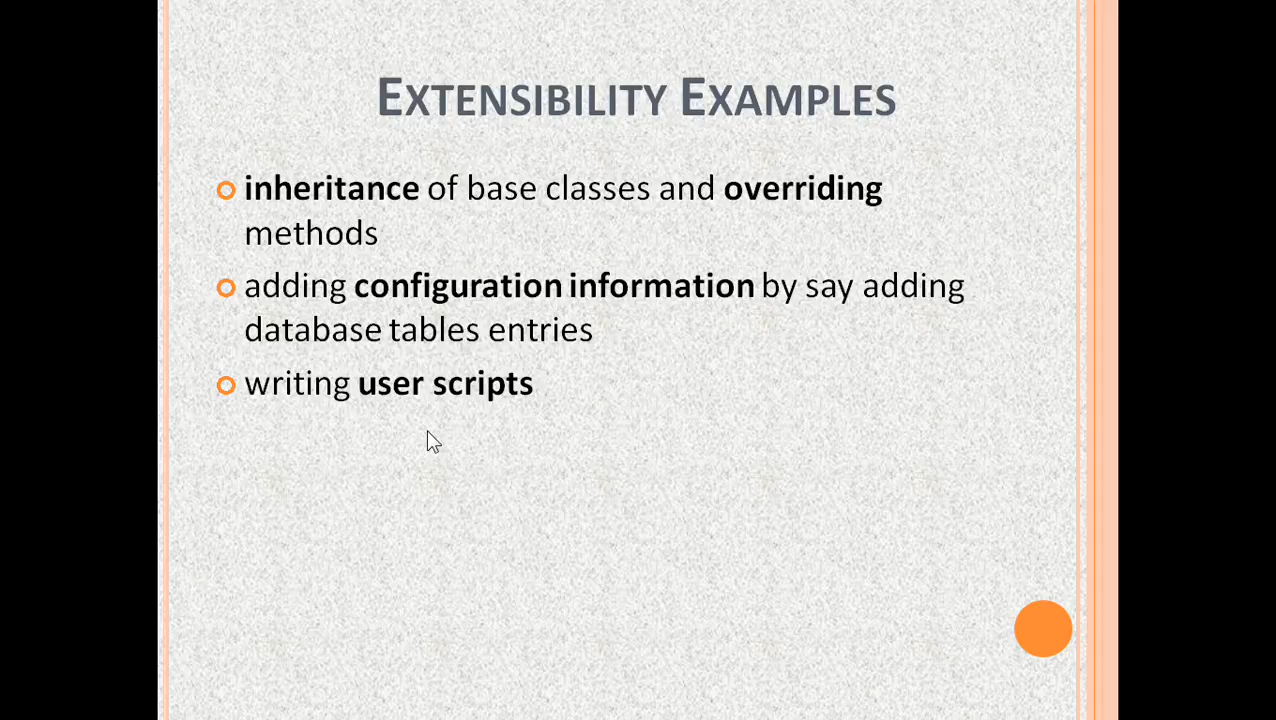 EXTENSIBILITY EXAMPLES
inheritance of base classes and overriding
methods
adding configuration information by say adding
database tables entries
writing user scripts